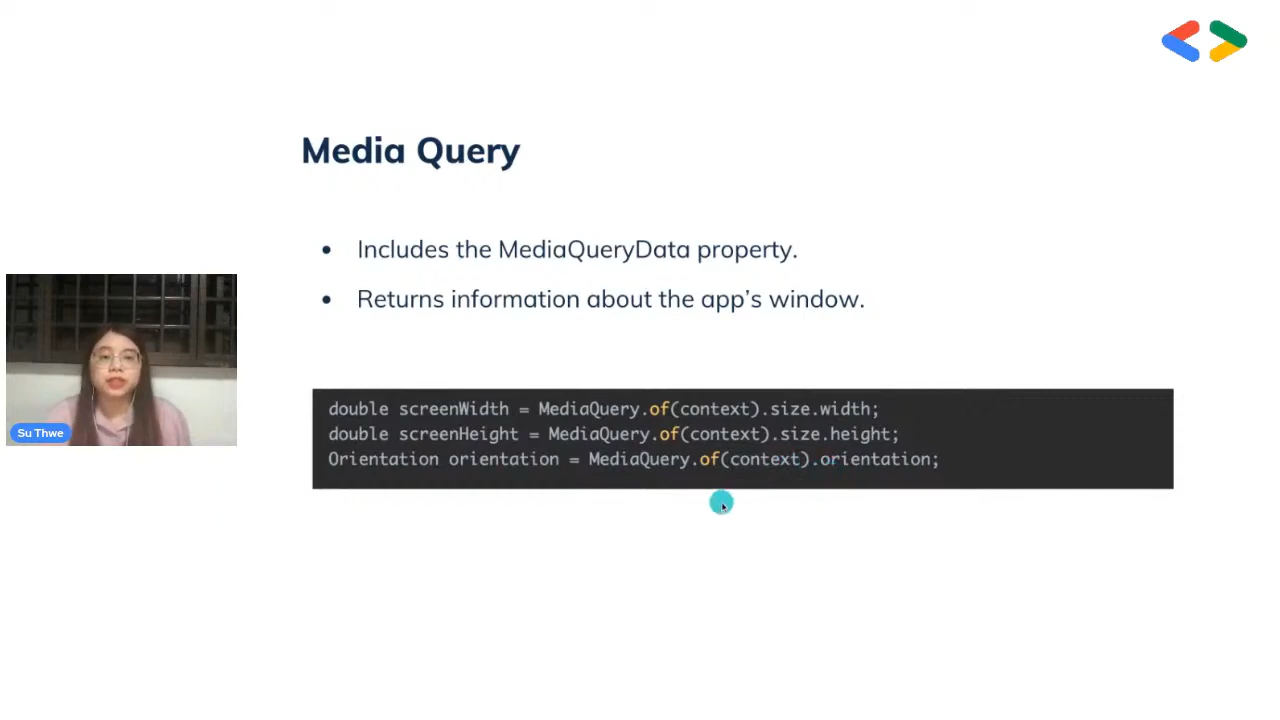 Media Query
• Includes the MediaQueryData property.
• Returns information about the app’s window.
double screenWidth = MediaQuery.of(context).size.width;
double screenHeight = MediaQuery.of(context).size.height;
Orientation orientation = MediaQuery.of(context).orientation;
Su Thwe